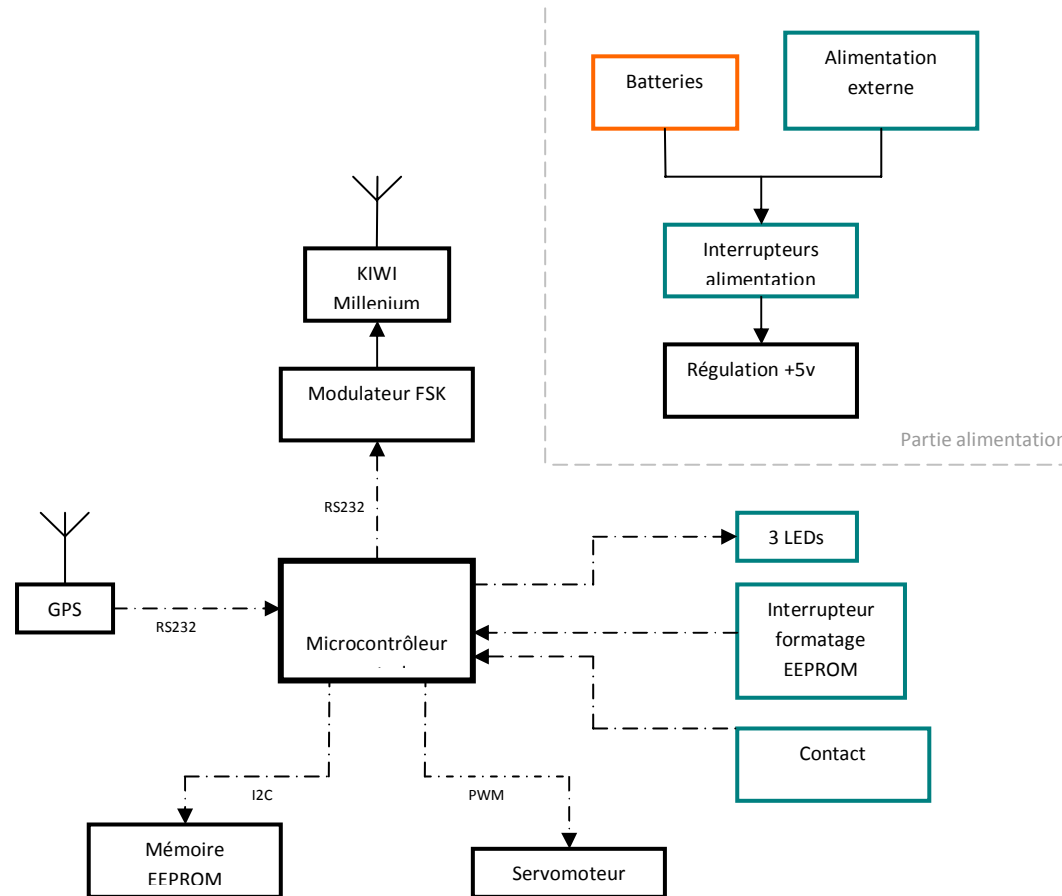 Batteries
Alimentation
externe
Interrupteurs
alimentation
Régulation +5v
Partie alimentation
KIWI
Millenium
Modulateur FSK
RS232
GPS
RS232
Microcontrôleur
3 LEDs
Interrupteur
formatage
EEPROM
Contact
I2C
PWM
Mémoire
EEPROM
Servomoteur